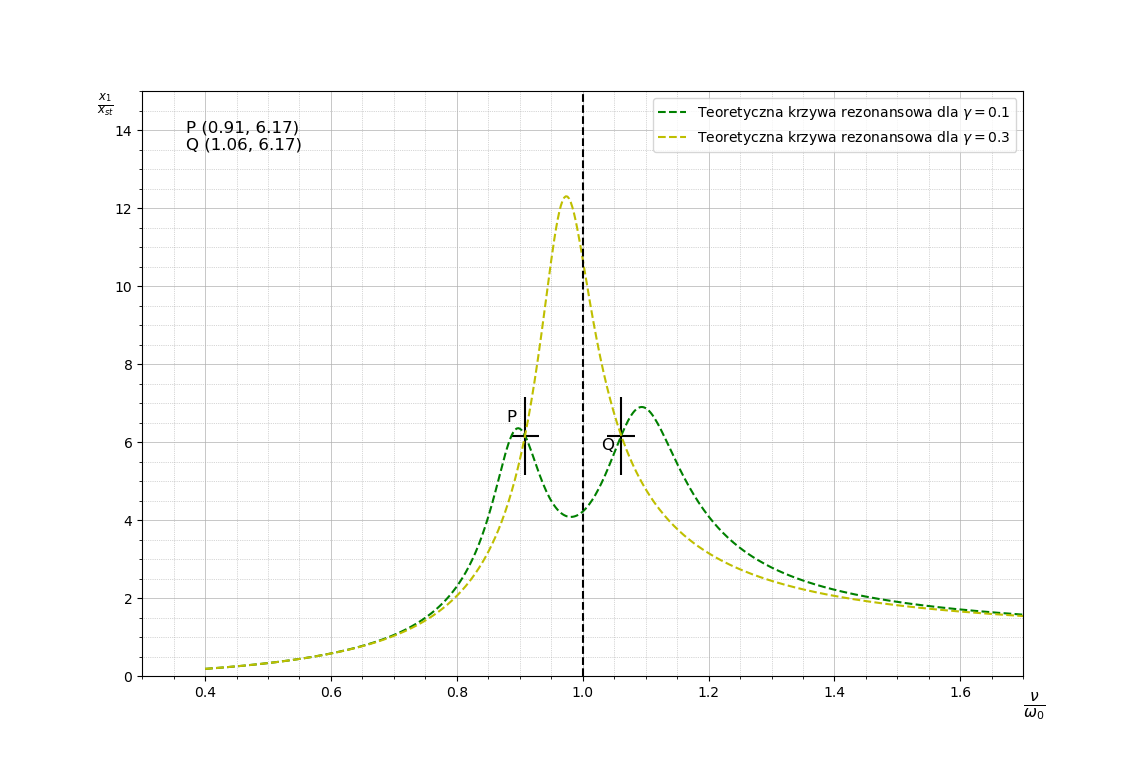 x₁/xₛₜ
P (0.91, 6.17)
Q (1.06, 6.17)
Teoretyczna krzywa rezonansowa dla γ = 0.1
Teoretyczna krzywa rezonansowa dla γ = 0.3
14
12
10
8
6
4
2
0
P
Q
0.4 0.6 0.8 1.0 1.2 1.4 1.6
ν/ω₀